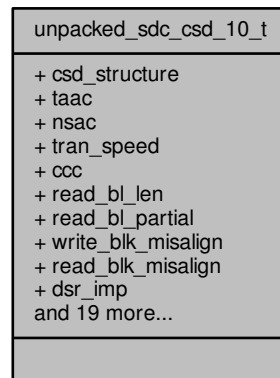 unpacked_sdc_csd_10_t
+ csd_structure
+ taac
+ nsac
+ tran_speed
+ ccc
+ read_bl_len
+ read_bl_partial
+ write_blk_misalign
+ read_blk_misalign
+ dsr_imp
and 19 more...